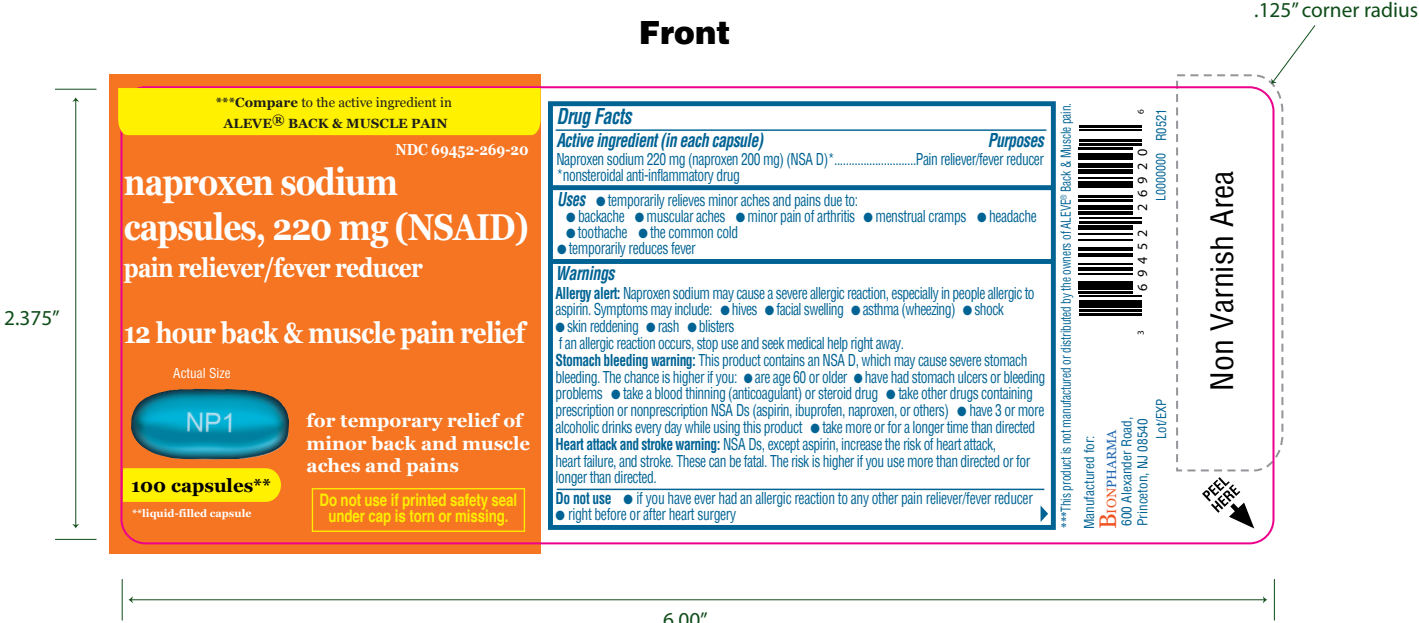 Front
.125” corner radius
2.375”
***Compare to the active ingredient in
ALEVE® BACK & MUSCLE PAIN
NDC 69452-269-20
naproxen sodium
capsules, 220 mg (NSAID)
pain reliever/fever reducer
12 hour back & muscle pain relief
Actual Size
NP1
for temporary relief of
minor back and muscle
aches and pains
100 capsules**
**liquid-filled capsule
Do not use if printed safety seal
under cap is torn or missing.
Drug Facts
Active ingredient (in each capsule) Purposes
Naproxen sodium 220 mg (naproxen 200 mg) (NSA D)*............................Pain reliever/fever reducer
*nonsteroidal anti-inflammatory drug
Uses ● temporarily relieves minor aches and pains due to:
● backache ● muscular aches ● minor pain of arthritis ● menstrual cramps ● headache
● toothache ● the common cold
● temporarily reduces fever
Warnings
Allergy alert: Naproxen sodium may cause a severe allergic reaction, especially in people allergic to
aspirin. Symptoms may include: ● hives ● facial swelling ● asthma (wheezing) ● shock
● skin reddening ● rash ● blisters
f an allergic reaction occurs, stop use and seek medical help right away.
Stomach bleeding warning: This product contains an NSA D, which may cause severe stomach
bleeding. The chance is higher if you: ● are age 60 or older ● have had stomach ulcers or bleeding
problems ● take a blood thinning (anticoagulant) or steroid drug ● take other drugs containing
prescription or nonprescription NSA Ds (aspirin, ibuprofen, naproxen, or others) ● have 3 or more
alcoholic drinks every day while using this product ● take more or for a longer time than directed
Heart attack and stroke warning: NSA Ds, except aspirin, increase the risk of heart attack,
heart failure, and stroke. These can be fatal. The risk is higher if you use more than directed or for
longer than directed.
Do not use ● if you have ever had an allergic reaction to any other pain reliever/fever reducer
● right before or after heart surgery
***This product is not manufactured or distributed by the owners of ALEVE® Back & Muscle pain.
Manufactured for:
BIONPHARMA
600 Alexander Road,
Princeton, NJ 08540
3 69452 26920 6
Lot/EXP
L0000000 R0521
Non Varnish Area
PEEL
HERE
6.00”